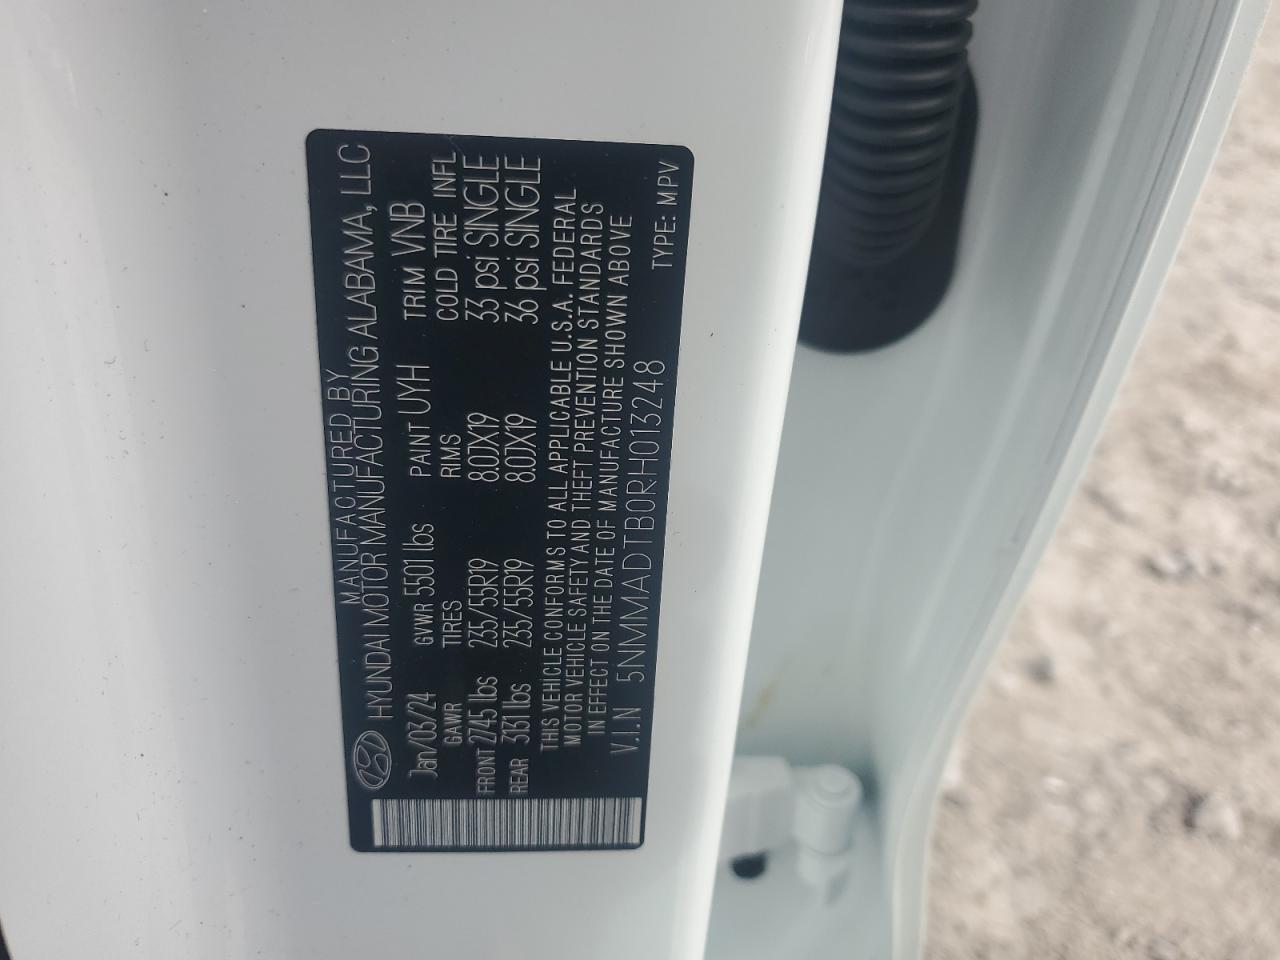 MANUFACTURED BY
HYUNDAI MOTOR MANUFACTURING ALABAMA, LLC
Jan/03/24 GVWR 5501 lbs PAINT UYH TRIM VNB
GAWR TIRES RIMS COLD TIRE INFL
FRONT 2745 lbs 235/55R19 8.0JX19 33 psi SINGLE
REAR 3131 lbs 235/55R19 8.0JX19 36 psi SINGLE
THIS VEHICLE CONFORMS TO ALL APPLICABLE U.S.A. FEDERAL
MOTOR VEHICLE SAFETY AND THEFT PREVENTION STANDARDS
IN EFFECT ON THE DATE OF MANUFACTURE SHOWN ABOVE
V.I.N 5NMMADTB0RH013248 TYPE: MPV